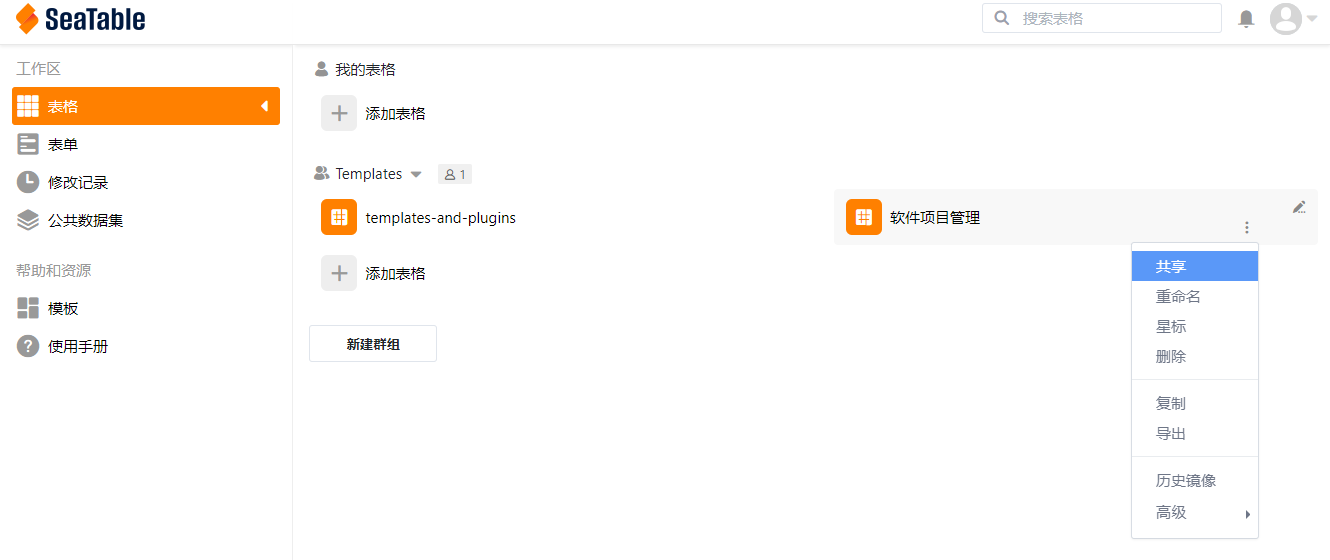 SeaTable
搜索表格
工作区
表格
表单
修改记录
公共数据集
帮助和资源
模板
使用手册
我的表格
添加表格
Templates
1
templates-and-plugins
软件项目管理
添加表格
新建群组
共享
重命名
星标
删除
复制
导出
历史镜像
高级